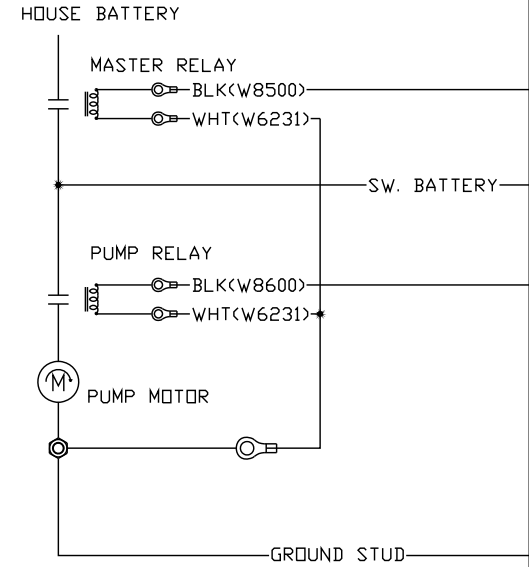 HOUSE BATTERY
MASTER RELAY
BLK(W8500)
WHT(W6231)
SW. BATTERY
PUMP RELAY
BLK(W8600)
WHT(W6231)
M
PUMP MOTOR
GROUND STUD